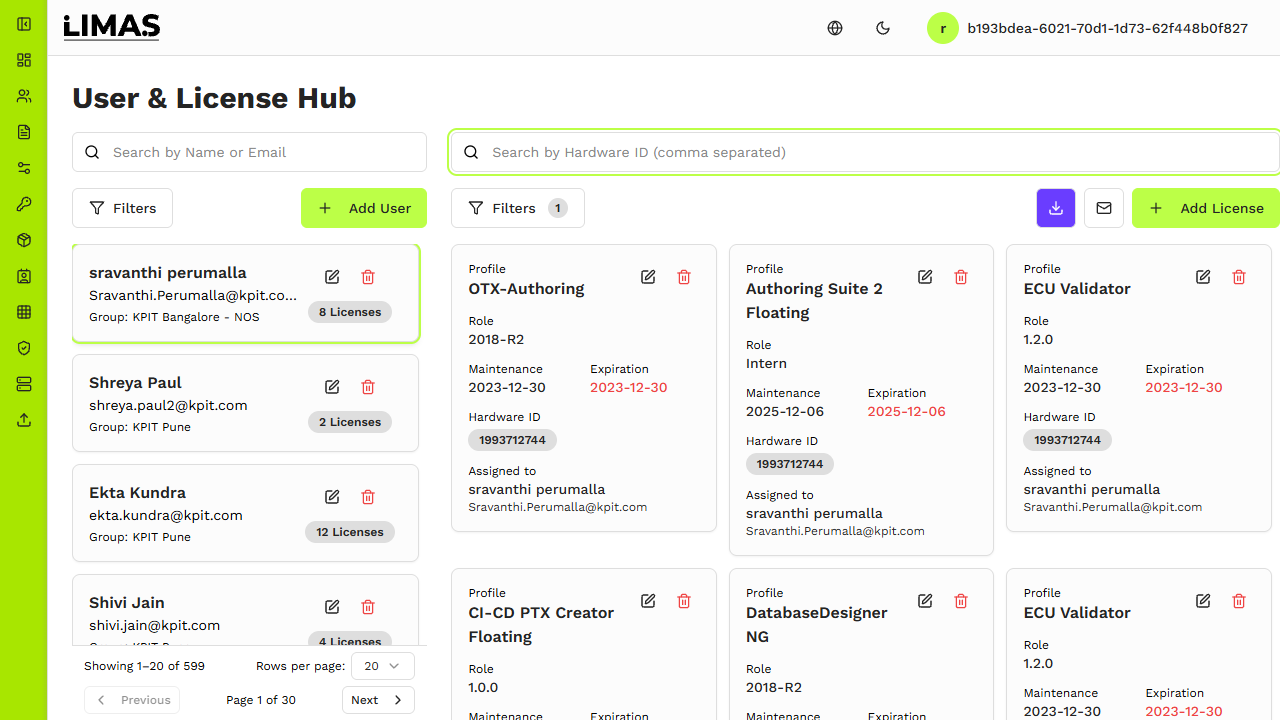 LIMAS
r
b193bdea-6021-70d1-1d73-62f448b0f827
User & License Hub
Search by Name or Email
Search by Hardware ID (comma separated)
Filters
Add User
Filters 1
Add License
sravanthi perumalla
Sravanthi.Perumalla@kpit.co...
Group: KPIT Bangalore - NOS
8 Licenses
Shreya Paul
shreya.paul2@kpit.com
Group: KPIT Pune
2 Licenses
Ekta Kundra
ekta.kundra@kpit.com
Group: KPIT Pune
12 Licenses
Shivi Jain
shivi.jain@kpit.com
Group: KPIT Pune
4 Licenses
Showing 1–20 of 599
Rows per page: 20
Previous
Page 1 of 30
Next
Profile
OTX-Authoring
Role
2018-R2
Maintenance Expiration
2023-12-30 2023-12-30
Hardware ID
1993712744
Assigned to
sravanthi perumalla
Sravanthi.Perumalla@kpit.com
Profile
Authoring Suite 2
Floating
Role
Intern
Maintenance Expiration
2025-12-06 2025-12-06
Hardware ID
1993712744
Assigned to
sravanthi perumalla
Sravanthi.Perumalla@kpit.com
Profile
ECU Validator
Role
1.2.0
Maintenance Expiration
2023-12-30 2023-12-30
Hardware ID
1993712744
Assigned to
sravanthi perumalla
Sravanthi.Perumalla@kpit.com
Profile
CI-CD PTX Creator
Floating
Role
1.0.0
Maintenance Expiration
Profile
DatabaseDesigner
NG
Role
2018-R2
Maintenance Expiration
Profile
ECU Validator
Role
1.2.0
Maintenance Expiration
2023-12-30 2023-12-30